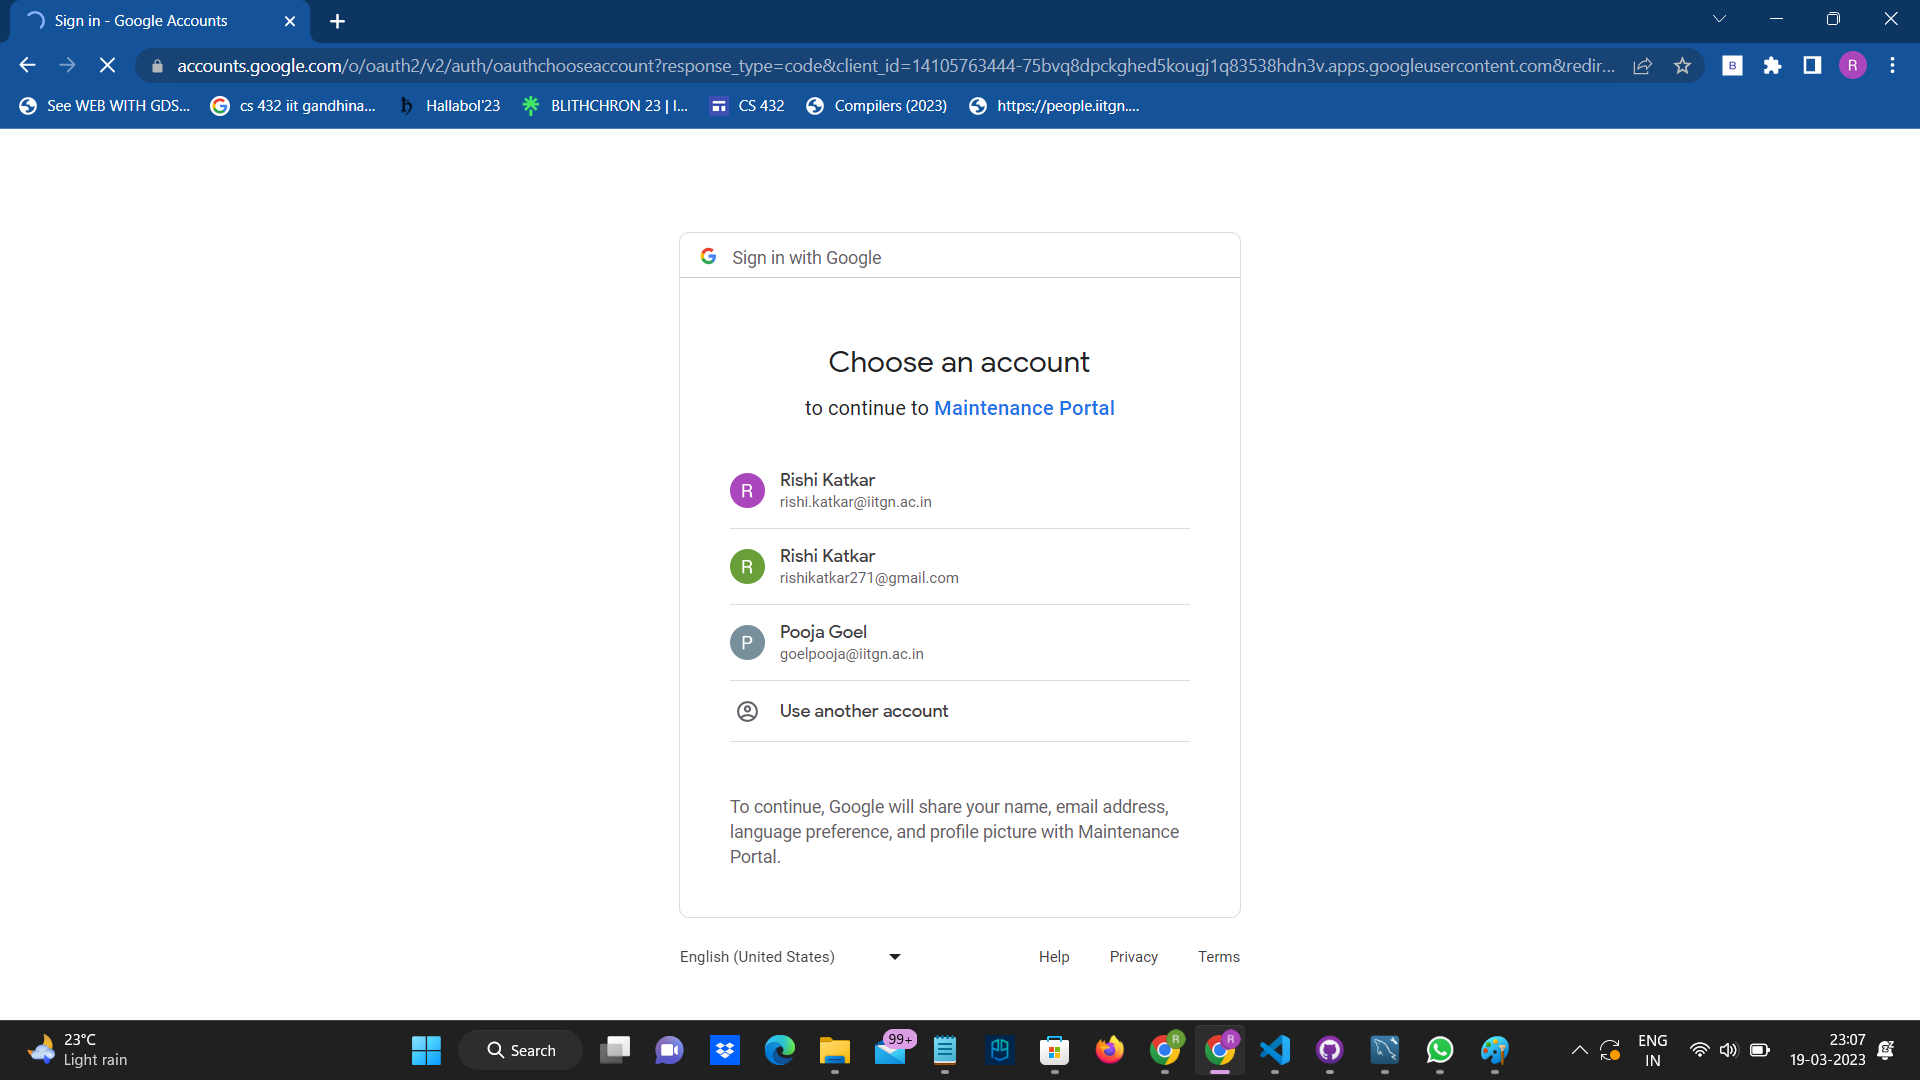 Sign in - Google Accounts
accounts.google.com/o/oauth2/v2/auth/oauthchooseaccount?response_type=code&client_id=14105763444-75bvq8dpckghed5kougj1q83538hdn3v.apps.googleusercontent.com&redir...
R
See WEB WITH GDS...
cs 432 iit gandhina...
Hallabol'23
BLITHCHRON 23 | I...
CS 432
Compilers (2023)
https://people.iitgn....
Sign in with Google
Choose an account
to continue to Maintenance Portal
R
Rishi Katkar
rishi.katkar@iitgn.ac.in
R
Rishi Katkar
rishikatkar271@gmail.com
P
Pooja Goel
goelpooja@iitgn.ac.in
Use another account
To continue, Google will share your name, email address,
language preference, and profile picture with Maintenance
Portal.
English (United States)
Help
Privacy
Terms
23°C
Light rain
Search
99+
R
R
ENG
IN
23:07
19-03-2023